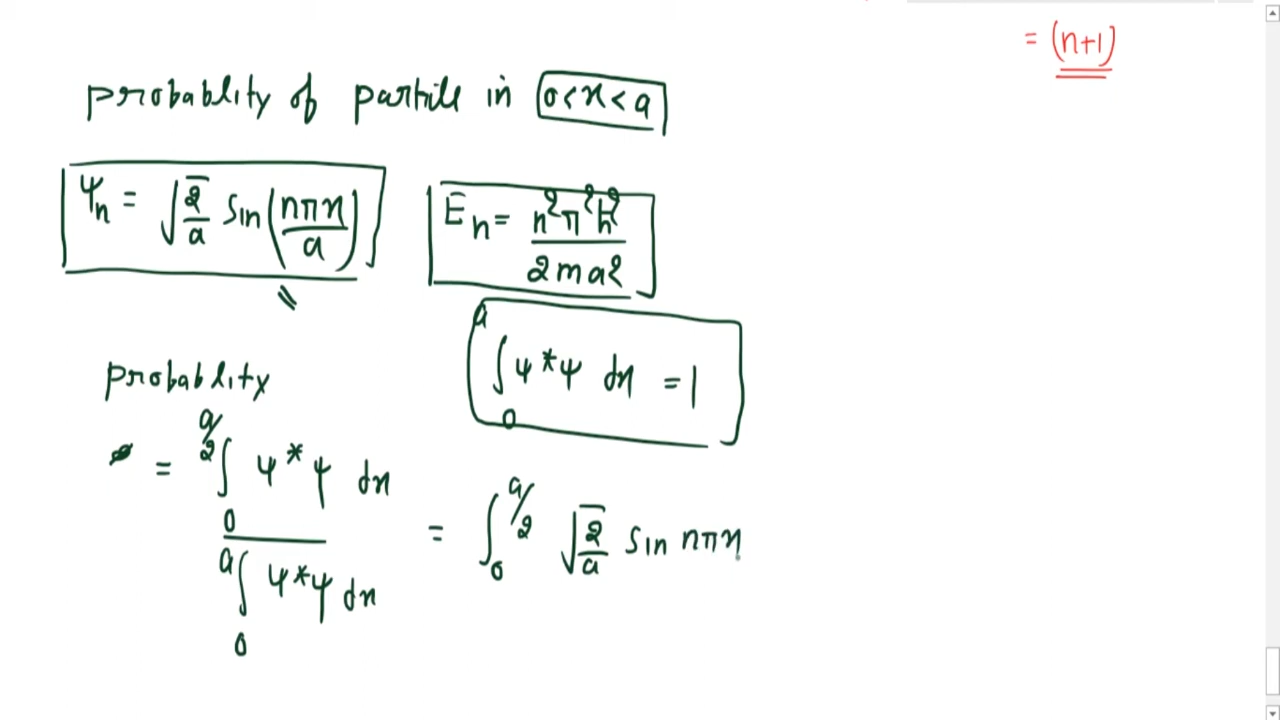 = (n+1)
probablity of partile in 0<x<a
Ψn = √2/a sin(nπx/a) En = n²π²ħ²/2ma²
∫₀ᵃ Ψ*Ψ dx = 1
probablity
= ∫₀^(a/2) Ψ*Ψ dx / ∫₀ᵃ Ψ*Ψ dx = ∫₀^(a/2) √2/a sin nπx